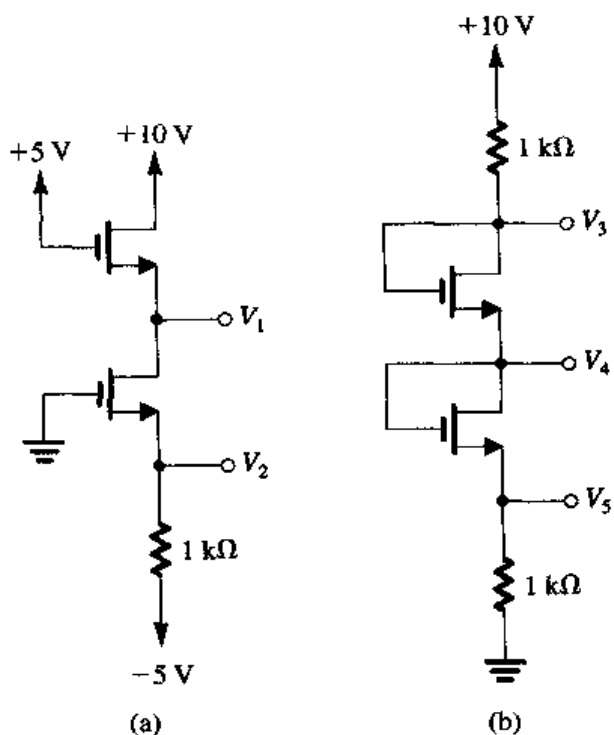 +10 V
+5 V
V₁
V₂
1 kΩ
−5 V
(a)
+10 V
1 kΩ
V₃
V₄
V₅
1 kΩ
(b)